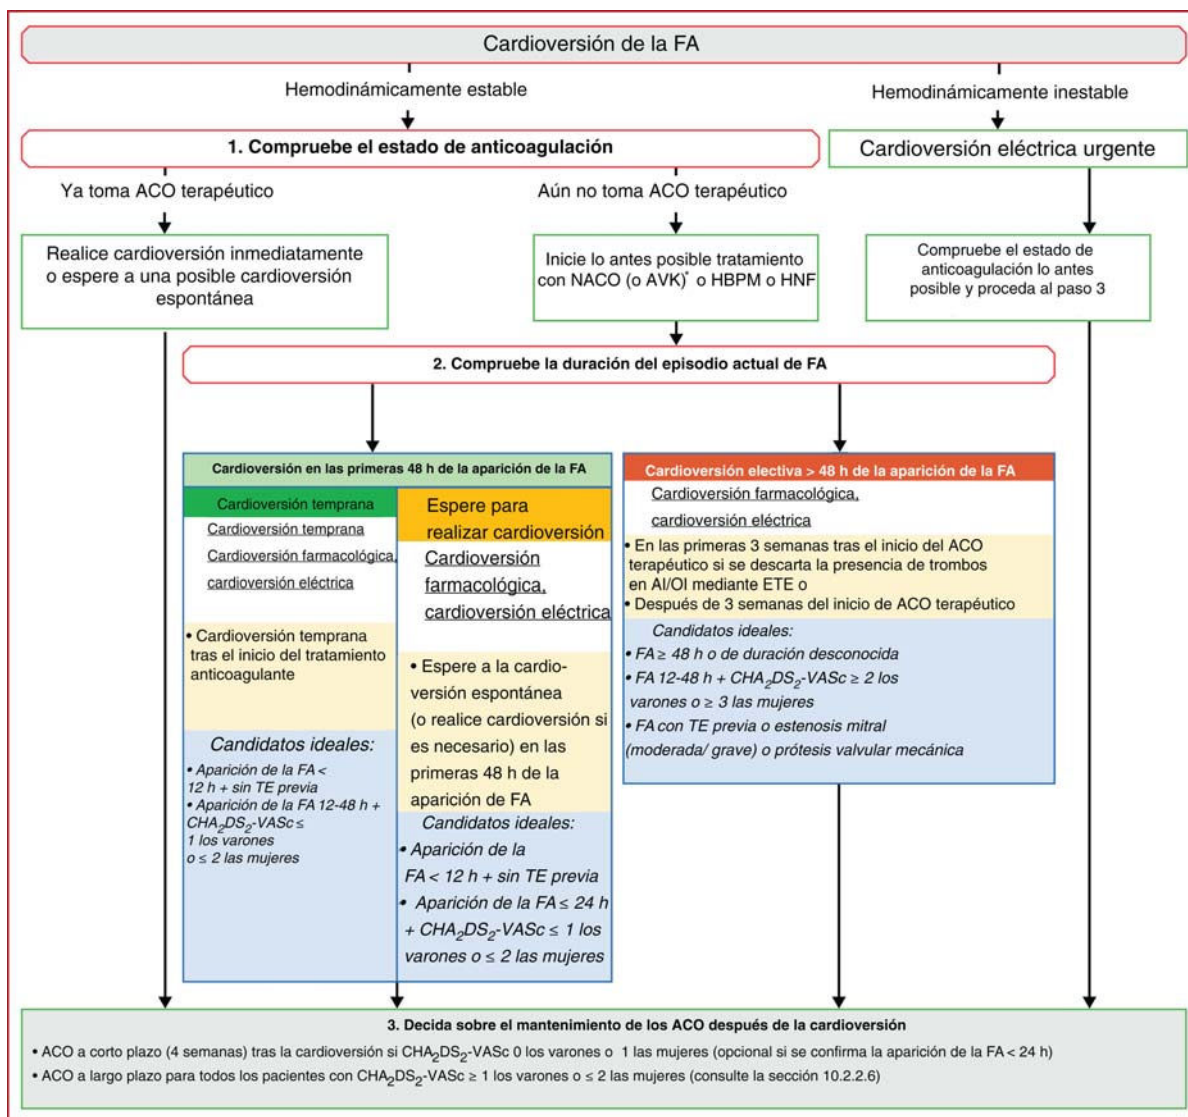 Cardioversión de la FA
Hemodinámicamente estable
Hemodinámicamente inestable
1. Compruebe el estado de anticoagulación
Cardioversión eléctrica urgente
Ya toma ACO terapéutico
Aún no toma ACO terapéutico
Realice cardioversión inmediatamente
o espere a una posible cardioversión
espontánea
Inicie lo antes posible tratamiento
con NACO (o AVK)* o HBPM o HNF
Compruebe el estado de
anticoagulación lo antes
posible y proceda al paso 3
2. Compruebe la duración del episodio actual de FA
Cardioversión en las primeras 48 h de la aparición de la FA
Cardioversión temprana
Cardioversión temprana
Cardioversión farmacológica,
cardioversión eléctrica
• Cardioversión temprana
tras el inicio del tratamiento
anticoagulante
Candidatos ideales:
• Aparición de la FA <
12 h + sin TE previa
• Aparición de la FA 12-48 h +
CHA2DS2-VASc ≤
1 los varones
o ≤ 2 las mujeres
Espere para
realizar cardioversión
Cardioversión
farmacológica,
cardioversión eléctrica
• Espere a la cardio-
versión espontánea
(o realice cardioversión si
es necesario) en las
primeras 48 h de la
aparición de FA
Candidatos ideales:
• Aparición de la
FA < 12 h + sin TE previa
• Aparición de la FA ≤ 24 h
+ CHA2DS2-VASc ≤ 1 los
varones o ≤ 2 las mujeres
Cardioversión electiva > 48 h de la aparición de la FA
Cardioversión farmacológica,
cardioversión eléctrica
• En las primeras 3 semanas tras el inicio del ACO
terapéutico si se descarta la presencia de trombos
en AI/OI mediante ETE o
• Después de 3 semanas del inicio de ACO terapéutico
Candidatos ideales:
• FA ≥ 48 h o de duración desconocida
• FA 12-48 h + CHA2DS2-VASc ≥ 2 los
varones o ≥ 3 las mujeres
• FA con TE previa o estenosis mitral
(moderada/ grave) o prótesis valvular mecánica
3. Decida sobre el mantenimiento de los ACO después de la cardioversión
• ACO a corto plazo (4 semanas) tras la cardioversión si CHA2DS2-VASc 0 los varones o 1 las mujeres (opcional si se confirma la aparición de la FA < 24 h)
• ACO a largo plazo para todos los pacientes con CHA2DS2-VASc ≥ 1 los varones o ≤ 2 las mujeres (consulte la sección 10.2.2.6)